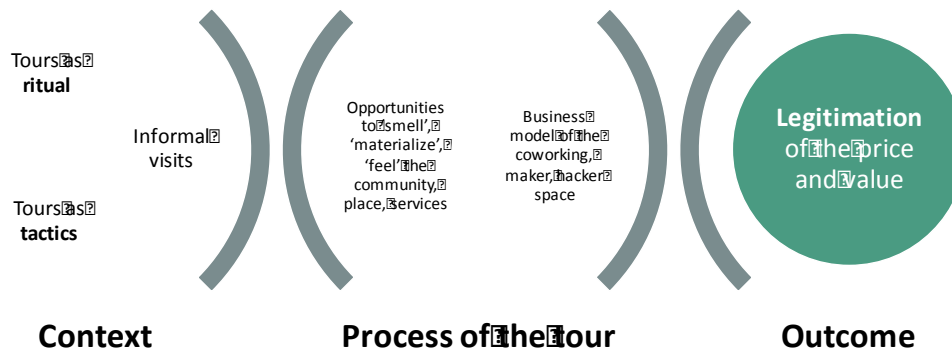 Tours as
ritual
Informal
visits
Tours as
tactics
Opportunities
to 'smell',
'materialize',
'feel' the
community,
place, services
Business
model of the
coworking,
maker, hacker
space
Legitimation
of the price
and value
Context
Process of the tour
Outcome